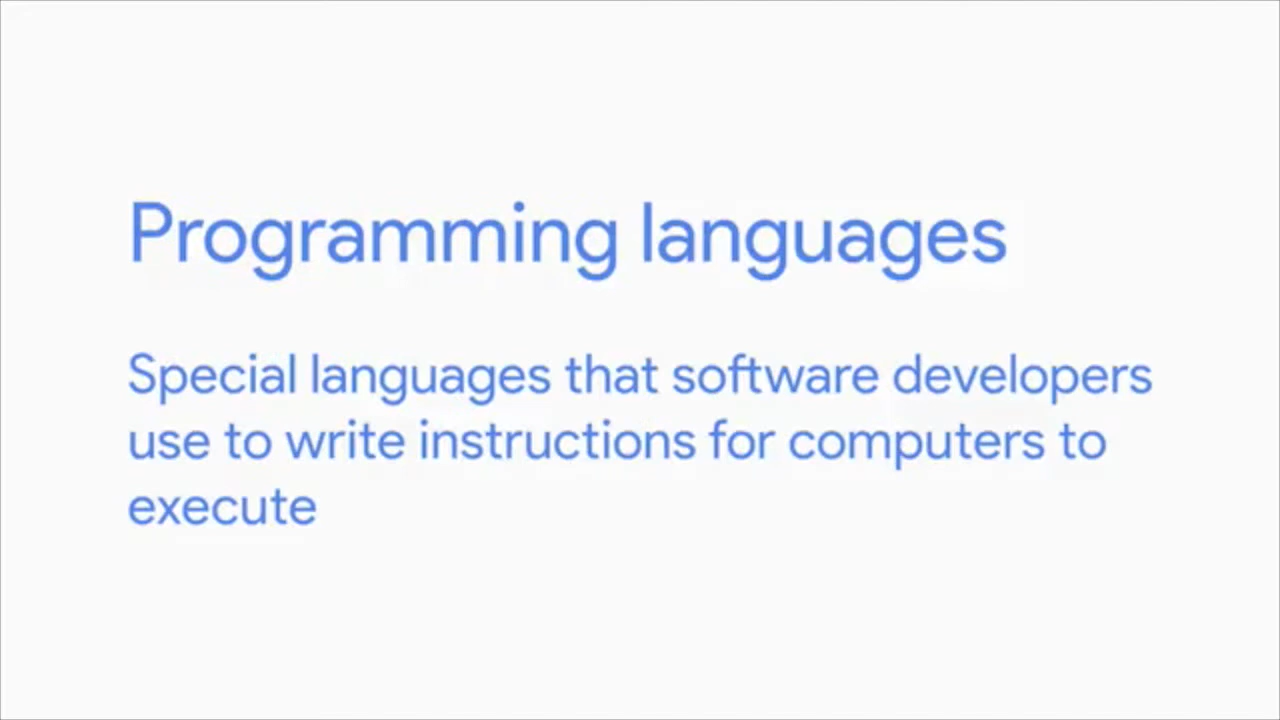 Programming languages
Special languages that software developers
use to write instructions for computers to
execute